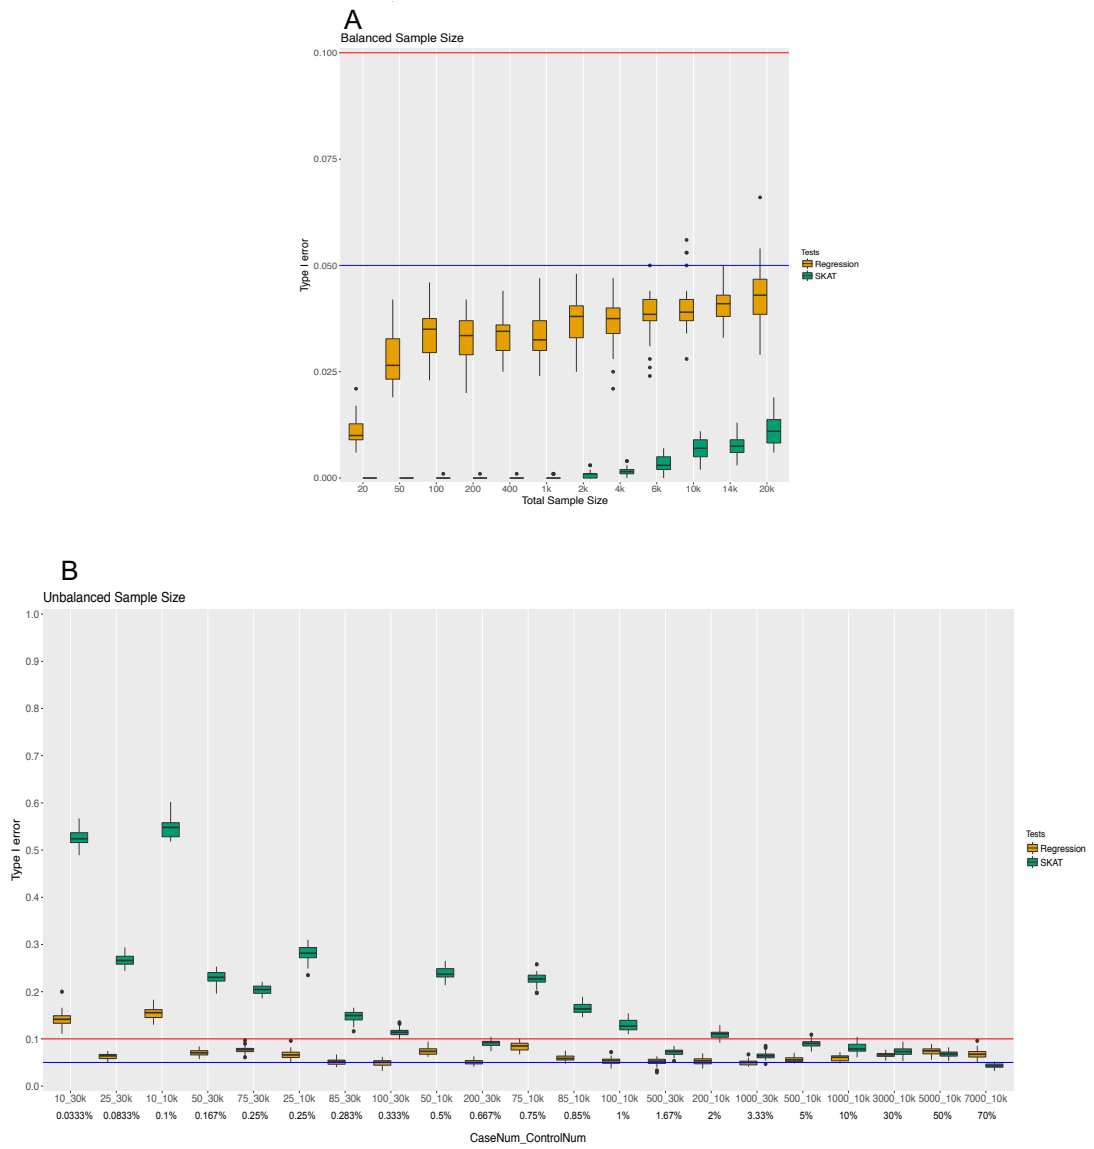 A
Balanced Sample Size
0.100
0.075
0.050
0.025
0.000
Type I error
20 50 100 200 400 1k 2k 4k 6k 10k 14k 20k
Total Sample Size
Tests
Regression
SKAT
B
Unbalanced Sample Size
1.0
0.9
0.8
0.7
0.6
0.5
0.4
0.3
0.2
0.1
0.0
Type I error
10_30k 25_30k 10_10k 50_30k 75_30k 25_10k 85_30k 100_30k 50_10k 200_30k 75_10k 85_10k 100_10k 500_30k 200_10k 1000_30k 500_10k 1000_10k 3000_10k 5000_10k 7000_10k
0.0333% 0.0833% 0.1% 0.167% 0.25% 0.25% 0.283% 0.333% 0.5% 0.667% 0.75% 0.85% 1% 1.67% 2% 3.33% 5% 10% 30% 50% 70%
CaseNum_ControlNum
Tests
Regression
SKAT